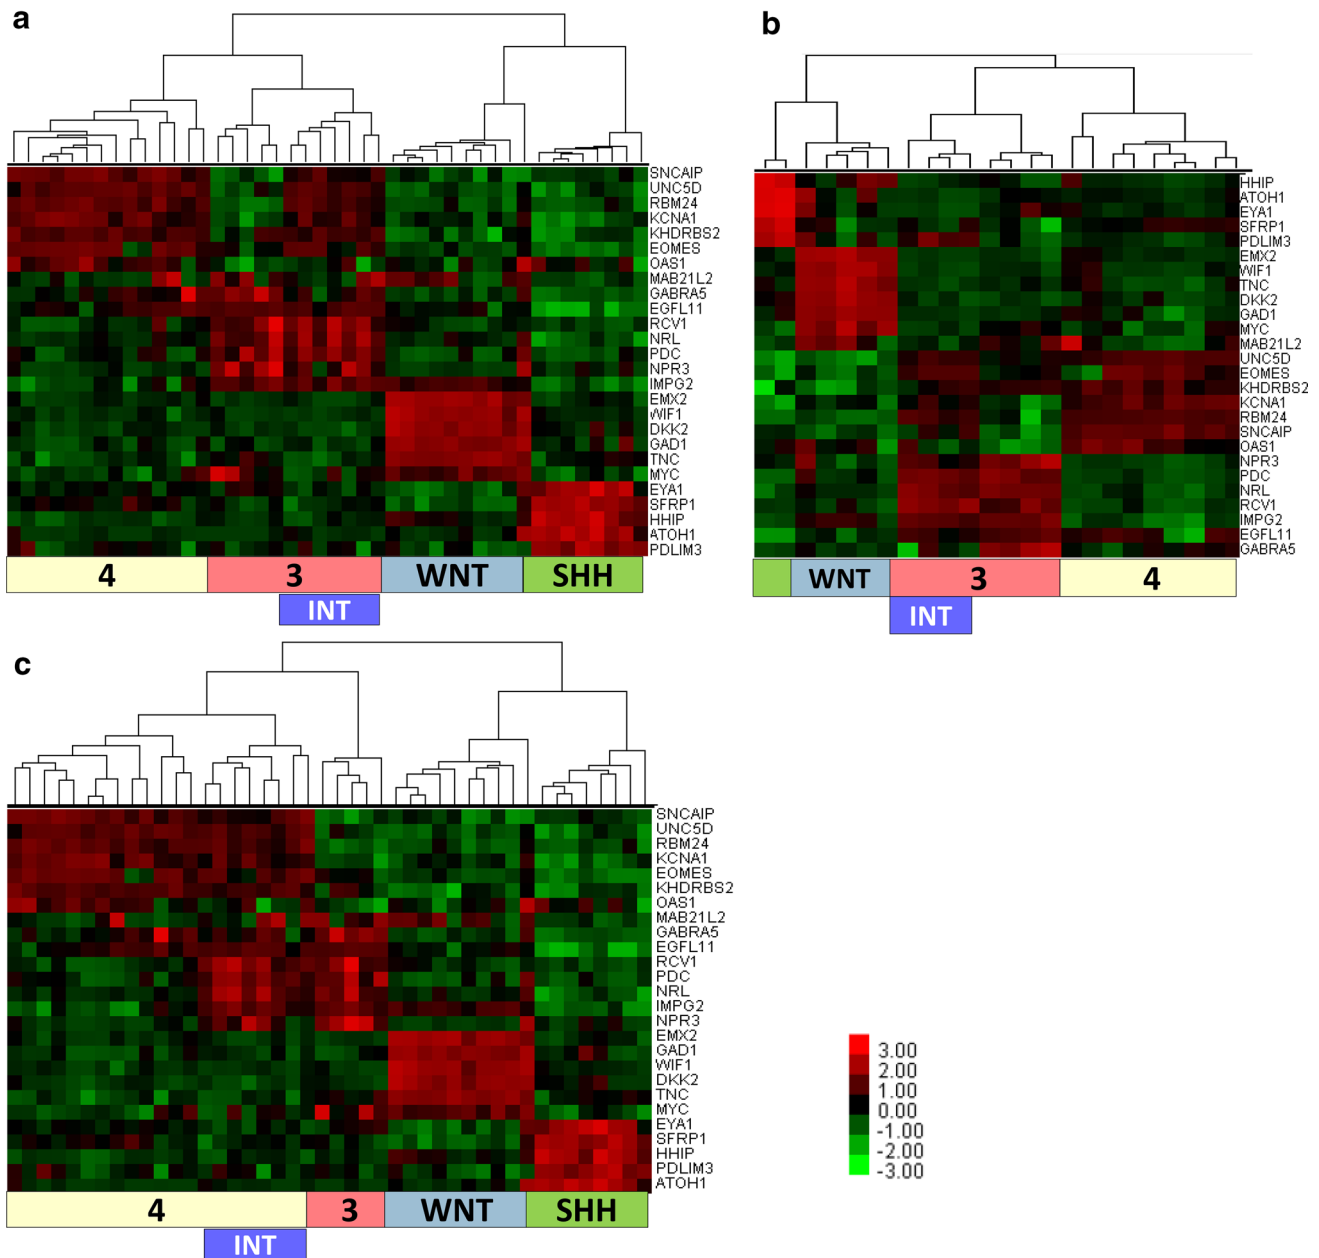 a
SNCAIP
UNC5D
RBM24
KCNA1
KHDRBS2
EOMES
OAS1
MAB21L2
GABRA5
EGFL11
RCV1
NRL
PDC
NPR3
IMPG2
EMX2
WIF1
DKK2
GAD1
TNC
MYC
EYA1
SFRP1
HHIP
ATOH1
PDLIM3
4 3 WNT SHH
INT
b
HHIP
ATOH1
EYA1
SFRP1
PDLIM3
EMX2
WIF1
TNC
DKK2
GAD1
MYC
MAB21L2
UNC5D
EOMES
KHDRBS2
KCNA1
RBM24
SNCAIP
OAS1
NPR3
PDC
NRL
RCV1
IMPG2
EGFL11
GABRA5
WNT 3 4
INT
c
SNCAIP
UNC5D
RBM24
KCNA1
EOMES
KHDRBS2
OAS1
MAB21L2
GABRA5
EGFL11
RCV1
PDC
NRL
IMPG2
NPR3
EMX2
GAD1
WIF1
DKK2
TNC
MYC
EYA1
SFRP1
HHIP
PDLIM3
ATOH1
4 3 WNT SHH
INT
3.00
2.00
1.00
0.00
-1.00
-2.00
-3.00